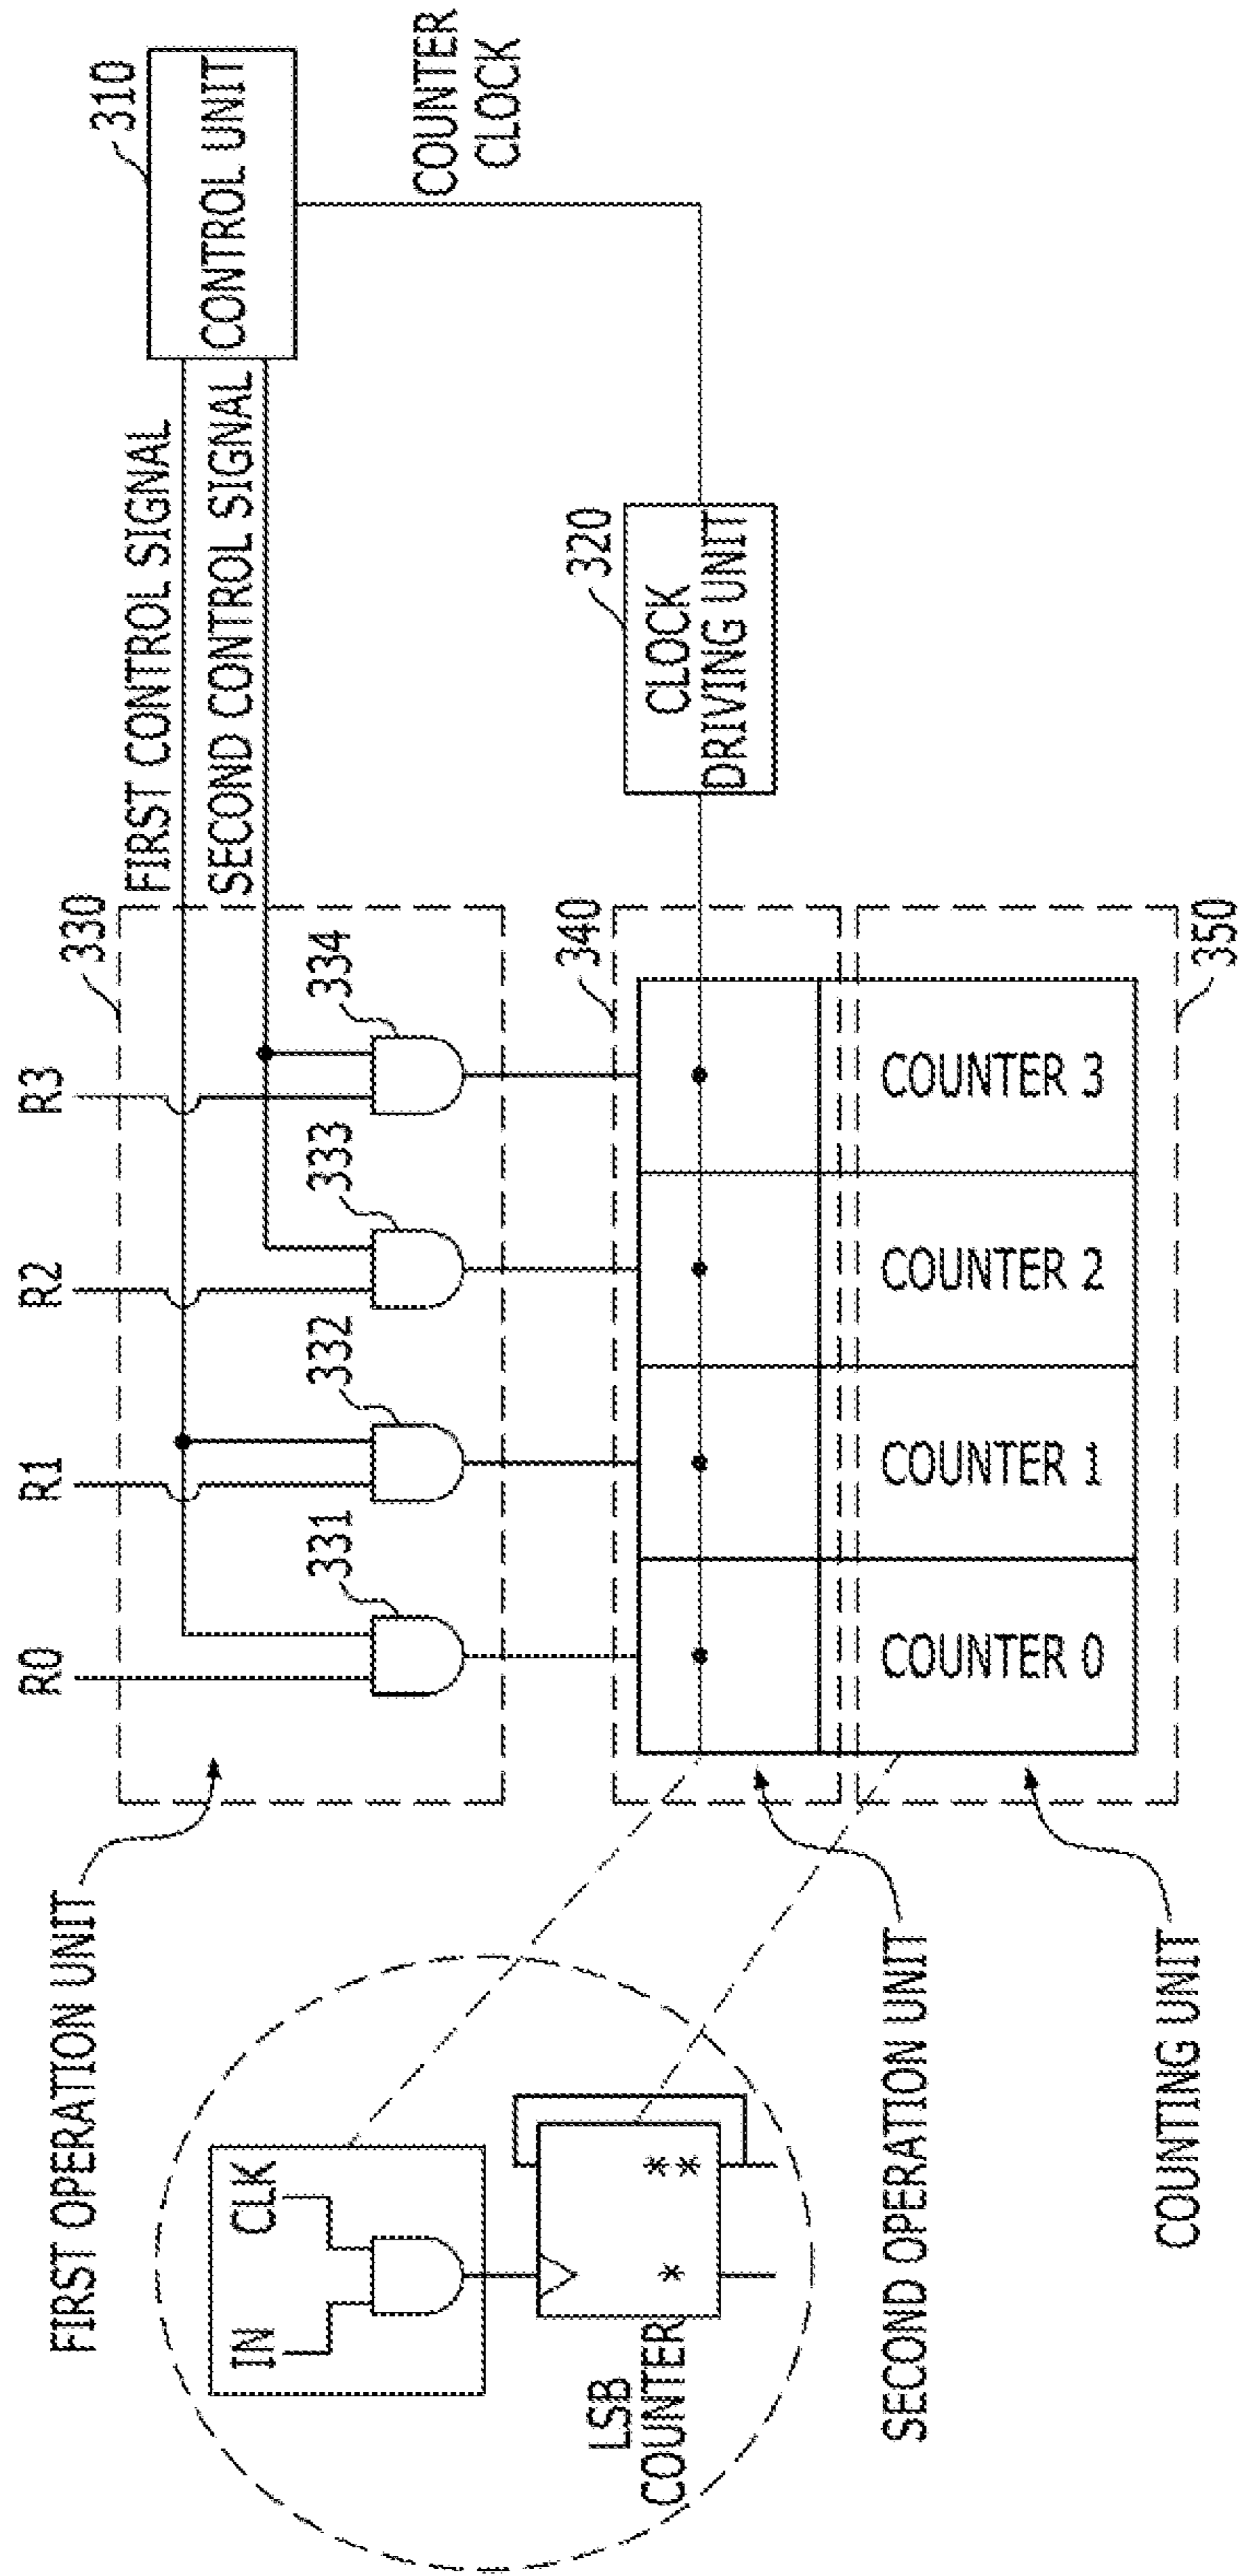 FIRST OPERATION UNIT
R0
R1
R2
R3
330
FIRST CONTROL SIGNAL
SECOND CONTROL SIGNAL
310
CONTROL UNIT
COUNTER
CLOCK
331
332
333
334
IN
CLK
LSB
COUNTER
*
**
340
320
CLOCK
DRIVING UNIT
COUNTER 0
COUNTER 1
COUNTER 2
COUNTER 3
SECOND OPERATION UNIT
COUNTING UNIT
350